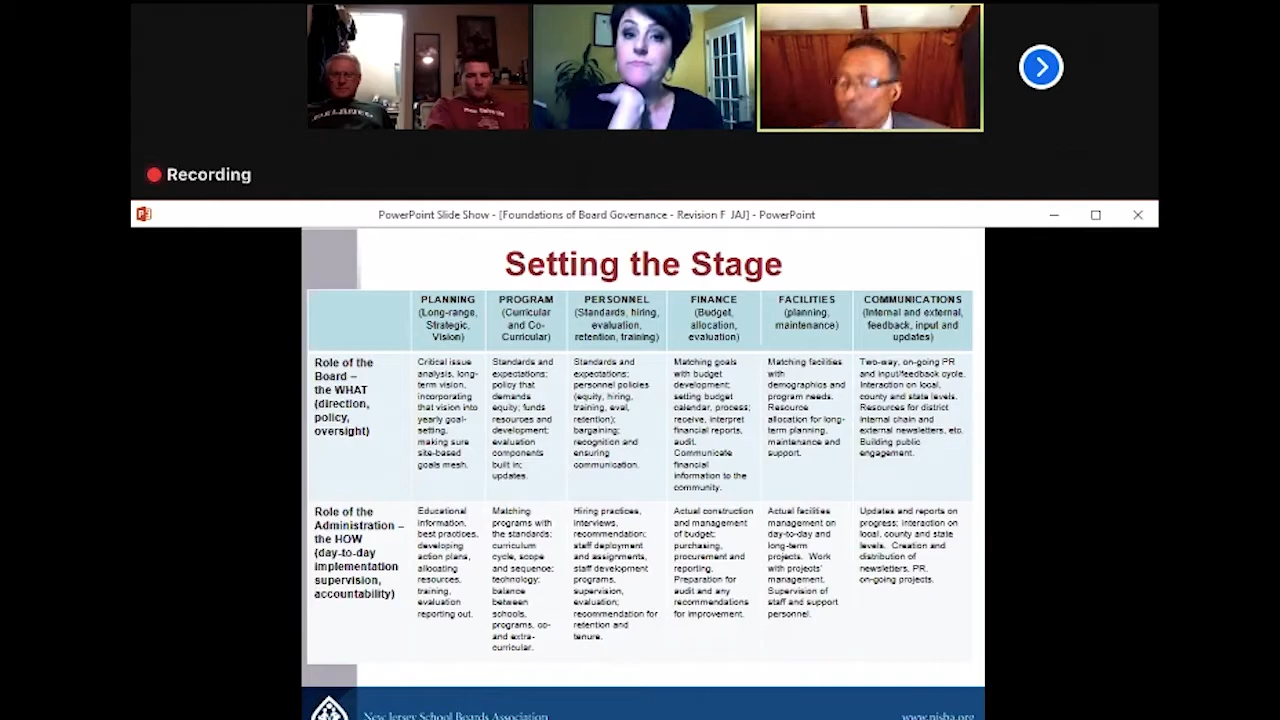 Recording
PowerPoint Slide Show - [Foundations of Board Governance - Revision F JAJ] - PowerPoint
Setting the Stage
PLANNING
(Long-range,
Strategic,
Vision)
PROGRAM
(Curricular
and Co-
Curricular)
PERSONNEL
(Standards, hiring,
evaluation,
retention, training)
FINANCE
(Budget,
allocation,
evaluation)
FACILITIES
(planning,
maintenance)
COMMUNICATIONS
(Internal and external,
feedback, input and
updates)
Role of the
Board –
the WHAT
(direction,
policy,
oversight)
Critical issue
analysis, long-
term vision,
incorporating
that vision into
yearly goal-
setting,
making sure
site-based
goals mesh.
Standards and
expectations;
policy that
demands
equity; funds
resources and
development;
evaluation
components
built in;
updates.
Standards and
expectations;
personnel policies
(equity, hiring,
training, eval,
retention);
bargaining;
recognition and
ensuring
communication.
Matching goals
with budget
development;
setting budget
calendar, process;
receive, interpret
financial reports,
audit.
Communicate
financial
information to the
community.
Matching facilities
with
demographics and
program needs.
Resource
allocation for long-
term planning,
maintenance and
support.
Two-way, on-going PR
and input/feedback cycle.
Interaction on local,
county and state levels.
Resources for district
internal chain and
external newsletters, etc.
Building public
engagement.
Role of the
Administration –
the HOW
(day-to-day
implementation
supervision,
accountability)
Educational
information,
best practices,
developing
action plans,
allocating
resources,
training,
evaluation
reporting out.
Matching
programs with
the standards;
curriculum
cycle, scope
and sequence;
technology;
balance
between
schools,
programs, co-
and extra-
curricular.
Hiring practices,
interviews,
recommendation;
staff deployment
and assignments,
staff development
programs,
supervision,
evaluation;
recommendation for
retention and
tenure.
Actual construction
and management
of budget;
purchasing,
procurement and
reporting.
Preparation for
audit and any
recommendations
for improvement.
Actual facilities
management on
day-to-day and
long-term
projects. Work
with projects'
management.
Supervision of
staff and support
personnel.
Updates and reports on
progress; interaction on
local, county and state
levels. Creation and
distribution of
newsletters, PR,
on-going projects.
New Jersey School Boards Association
www.njsba.org